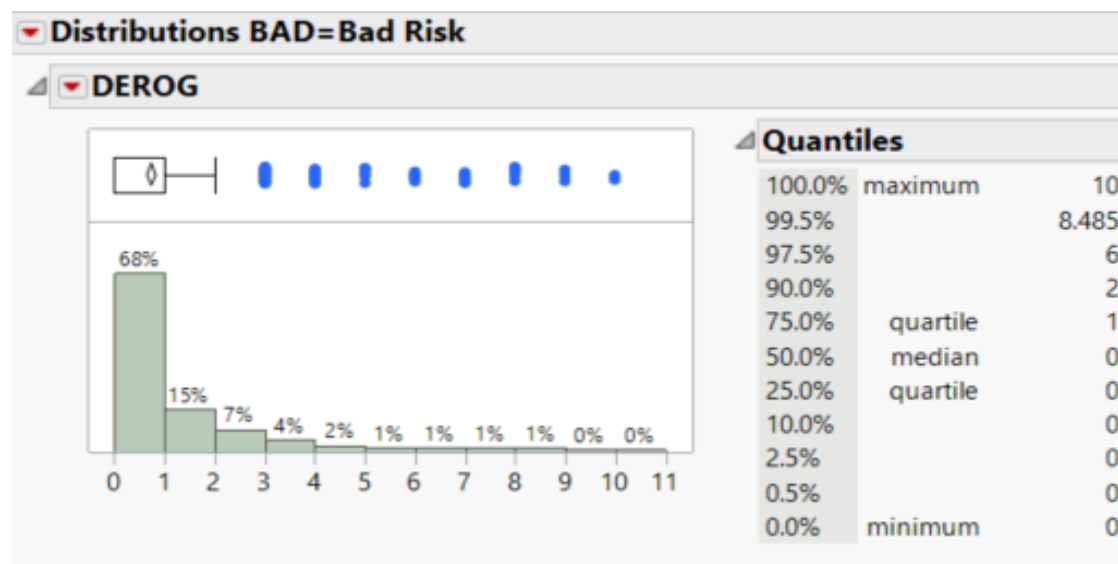 Distributions BAD=Bad Risk
DEROG
68%
15%
7%
4%
2%
1%
1%
1%
1%
0%
0%
0 1 2 3 4 5 6 7 8 9 10 11
Quantiles
100.0% maximum 10
99.5% 8.485
97.5% 6
90.0% 2
75.0% quartile 1
50.0% median 0
25.0% quartile 0
10.0% 0
2.5% 0
0.5% 0
0.0% minimum 0